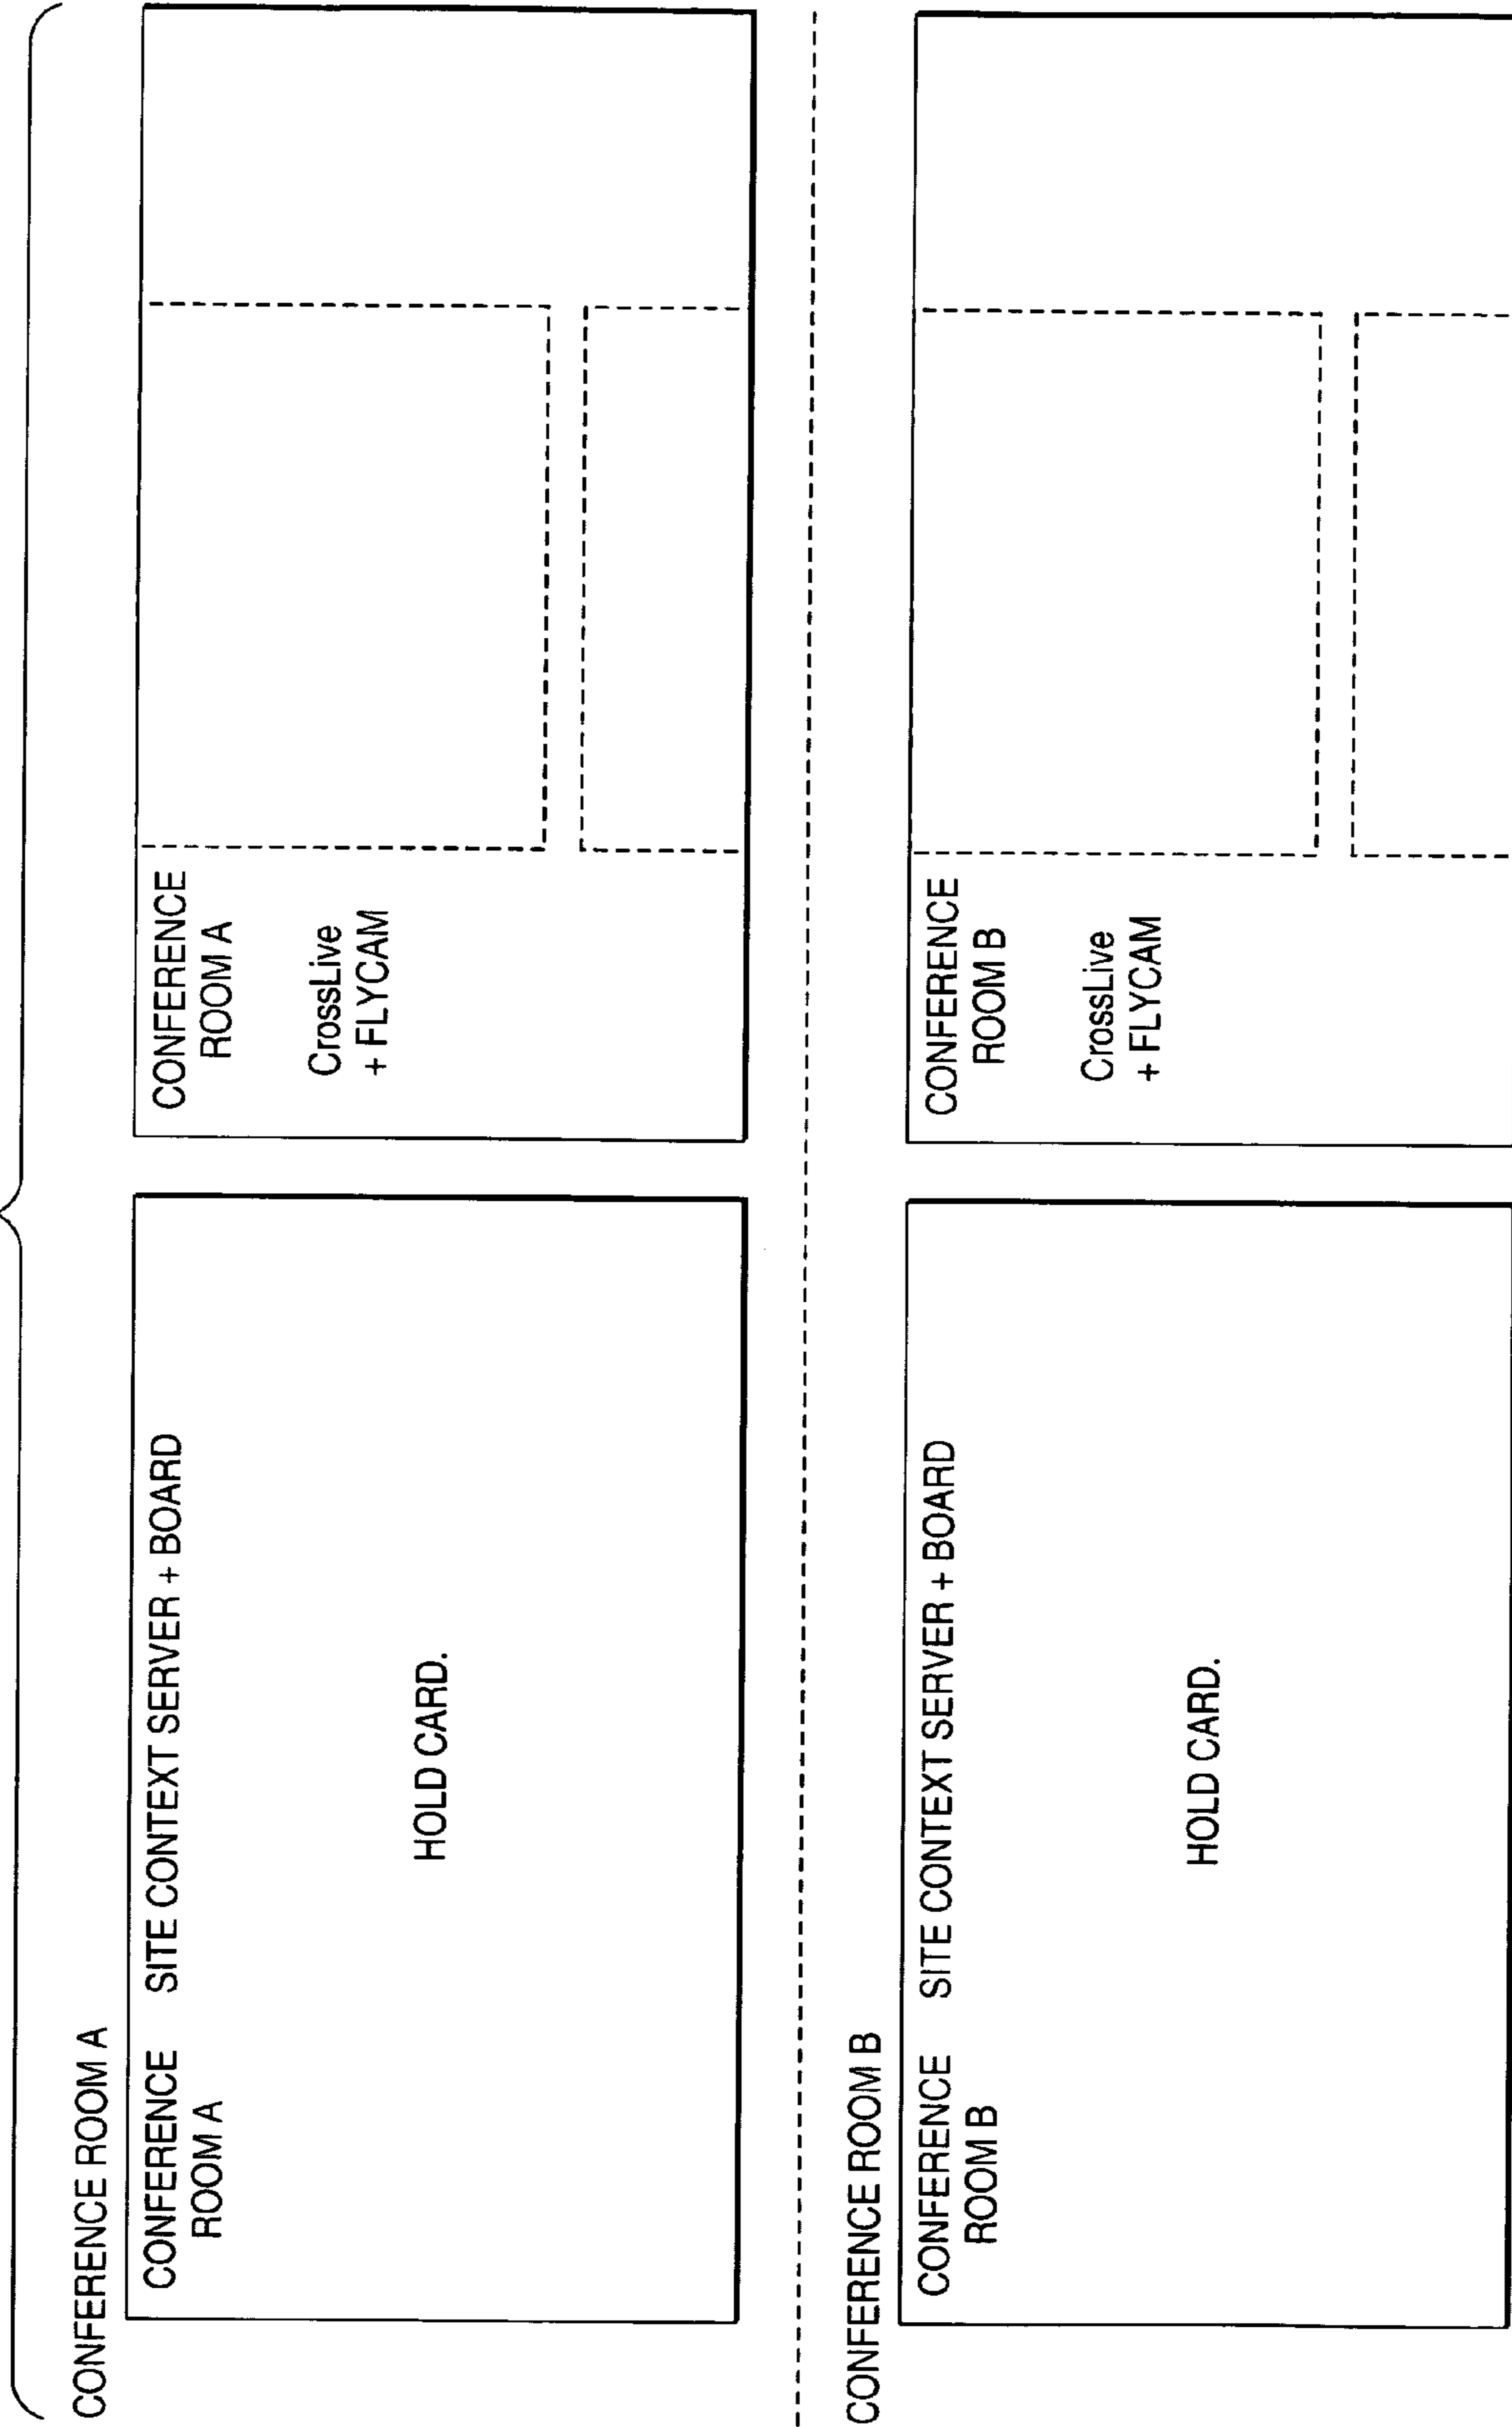 CONFERENCE ROOM A
CONFERENCE
ROOM A
SITE CONTEXT SERVER + BOARD
HOLD CARD.
CONFERENCE
ROOM A
CrossLive
+ FLYCAM
CONFERENCE ROOM B
CONFERENCE
ROOM B
SITE CONTEXT SERVER + BOARD
HOLD CARD.
CONFERENCE
ROOM B
CrossLive
+ FLYCAM